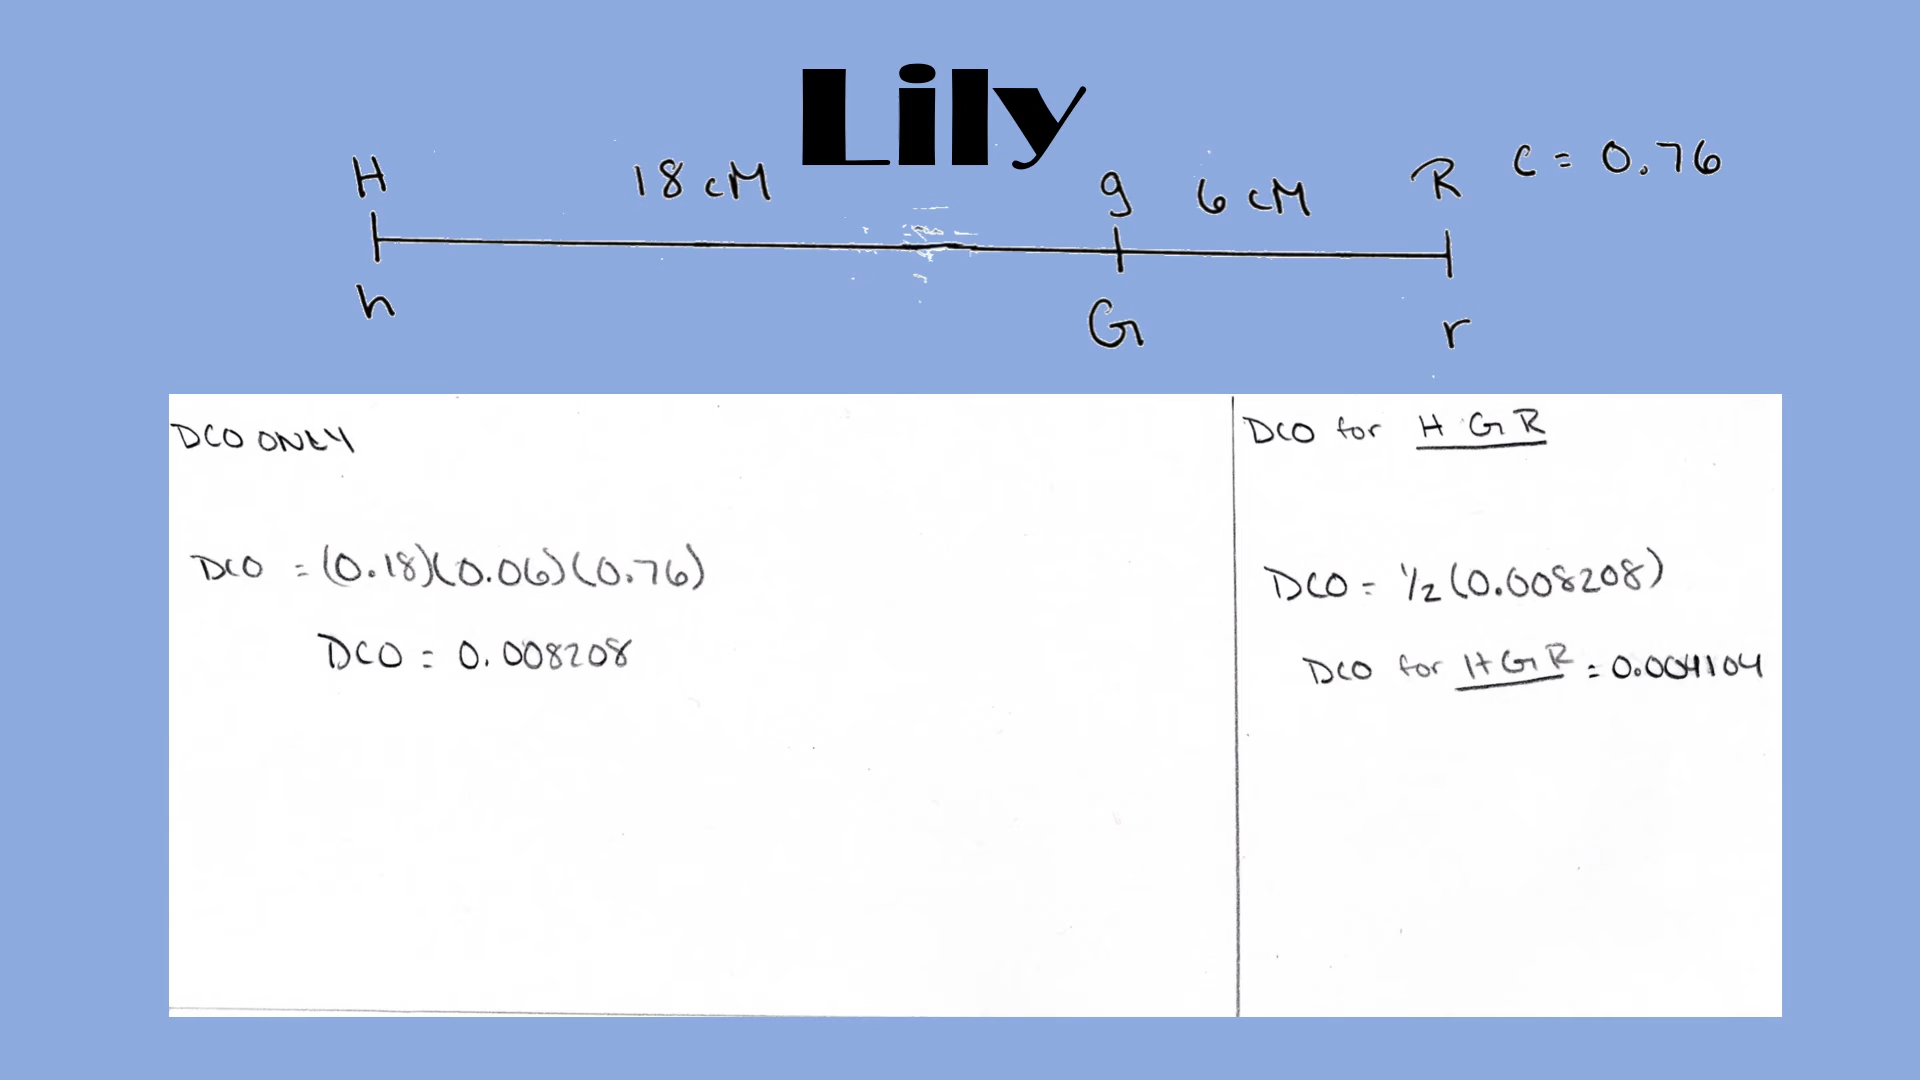 Lily
H 18 cM g 6 cM R C = 0.76
h G r
DCO ONLY
DCO = (0.18)(0.06)(0.76)
DCO = 0.008208
DCO for H G R
DCO = 1/2 (0.008208)
DCO for H G R = 0.004104